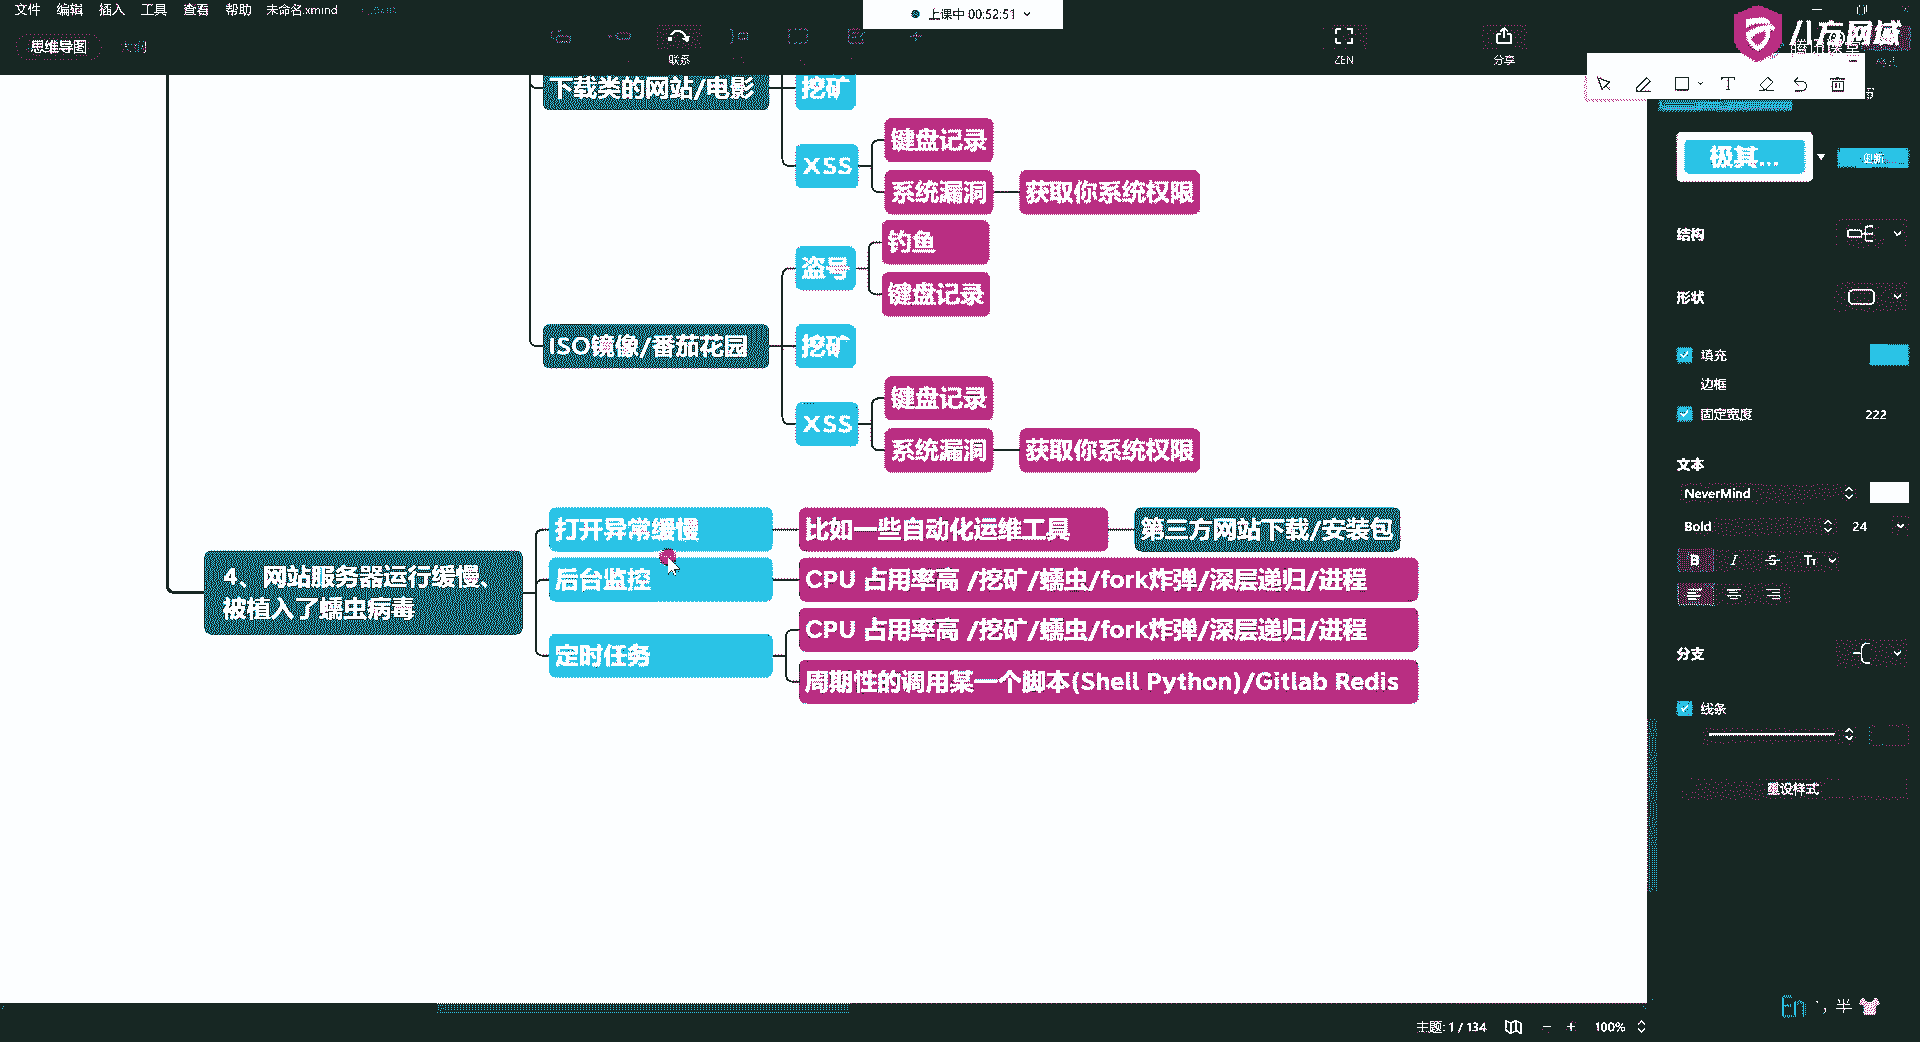 文件 编辑 插入 工具 查看 帮助 未命名.xmind
上课中 00:52:51
八方网域
思维导图 大纲
联系
ZEN
分享
腾讯课堂
下载类的网站/电影
挖矿
XSS
键盘记录
系统漏洞
获取你系统权限
ISO镜像/番茄花园
盗号
钓鱼
键盘记录
挖矿
XSS
键盘记录
系统漏洞
获取你系统权限
4、网站服务器运行缓慢、
被植入了蠕虫病毒
打开异常缓慢
比如一些自动化运维工具
第三方网站下载/安装包
后台监控
CPU 占用率高 /挖矿/蠕虫/fork炸弹/深层递归/进程
定时任务
CPU 占用率高 /挖矿/蠕虫/fork炸弹/深层递归/进程
周期性的调用某一个脚本(Shell Python)/Gitlab Redis
极其...
更新
结构
形状
填充
边框
固定宽度 222
文本
NeverMind
Bold 24
B I S Tт
分支
线条
重设样式
En ’, 半
主题: 1 / 134
100%